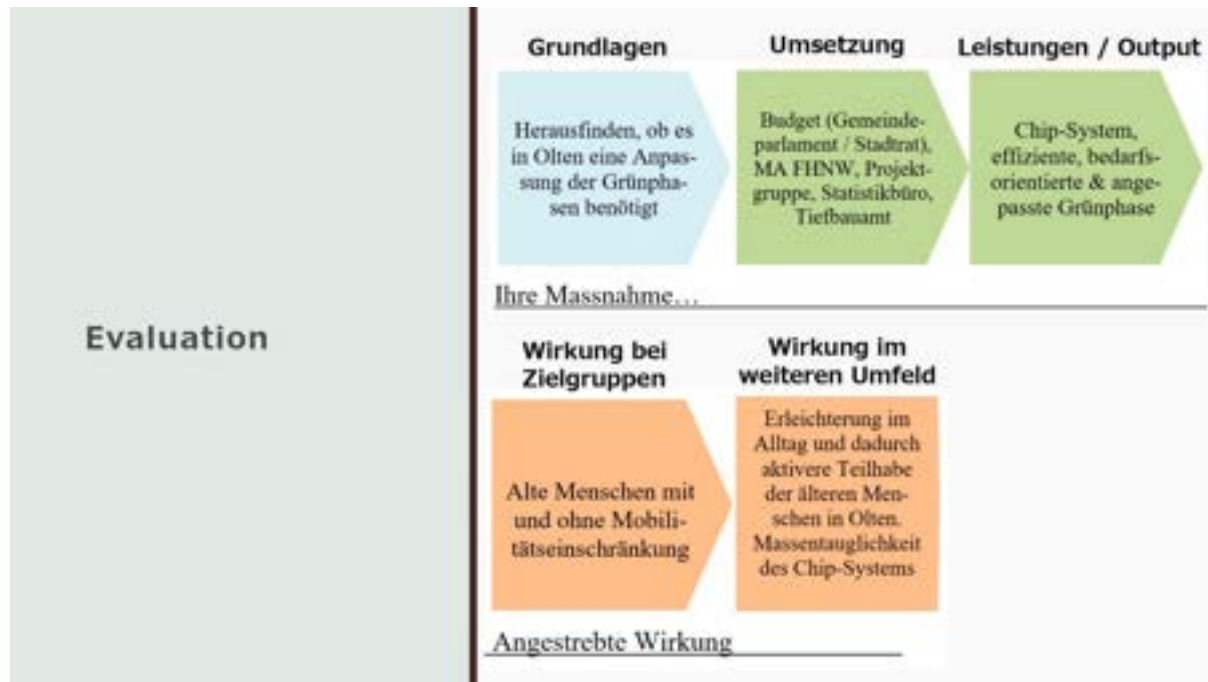 Evaluation
Grundlagen
Herausfinden, ob es
in Olten eine Anpas-
sung der Grünpha-
sen benötigt
Umsetzung
Budget (Gemeinde-
parlament / Stadtrat),
MA FHNW, Projekt-
gruppe, Statistikbüro,
Tiefbauamt
Leistungen / Output
Chip-System,
effiziente, bedarfs-
orientierte & ange-
passte Grünphase
Ihre Massnahme…
Wirkung bei
Zielgruppen
Alte Menschen mit
und ohne Mobili-
tätseinschränkung
Wirkung im
weiteren Umfeld
Erleichterung im
Alltag und dadurch
aktivere Teilhabe
der älteren Men-
schen in Olten.
Massentauglichkeit
des Chip-Systems
Angestrebte Wirkung